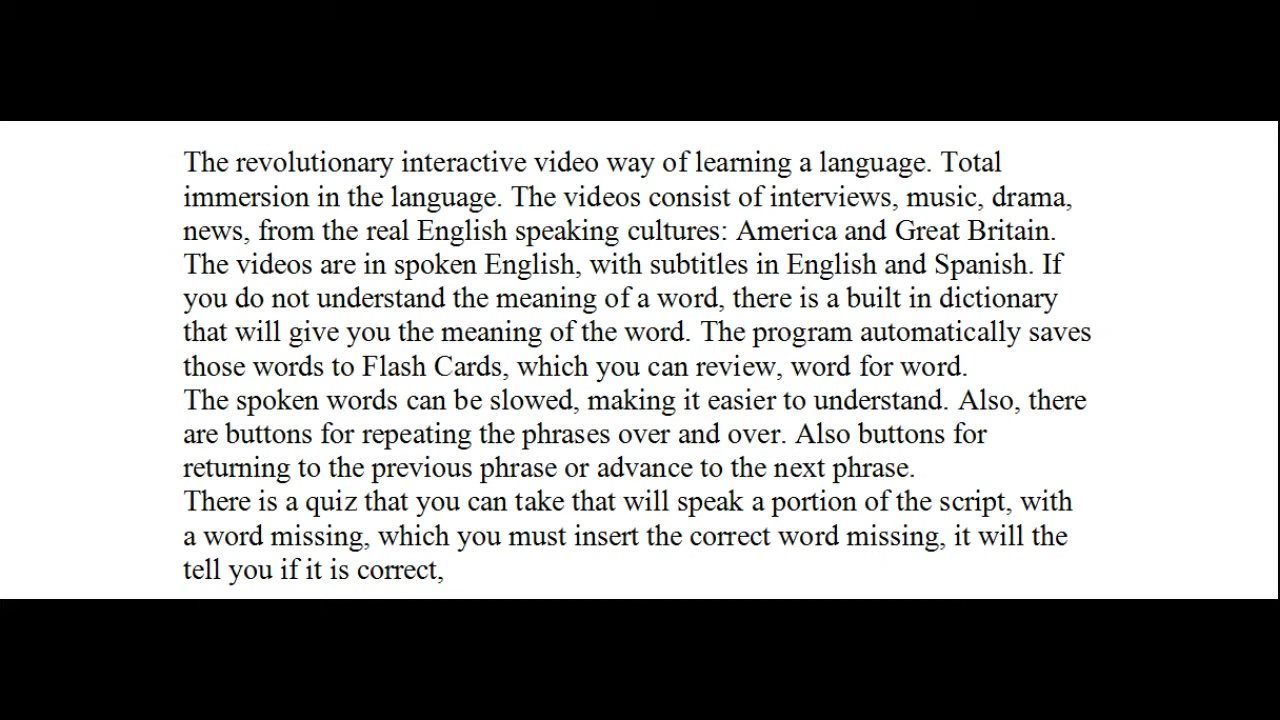 The revolutionary interactive video way of learning a language. Total
immersion in the language. The videos consist of interviews, music, drama,
news, from the real English speaking cultures: America and Great Britain.
The videos are in spoken English, with subtitles in English and Spanish. If
you do not understand the meaning of a word, there is a built in dictionary
that will give you the meaning of the word. The program automatically saves
those words to Flash Cards, which you can review, word for word.
The spoken words can be slowed, making it easier to understand. Also, there
are buttons for repeating the phrases over and over. Also buttons for
returning to the previous phrase or advance to the next phrase.
There is a quiz that you can take that will speak a portion of the script, with
a word missing, which you must insert the correct word missing, it will the
tell you if it is correct,